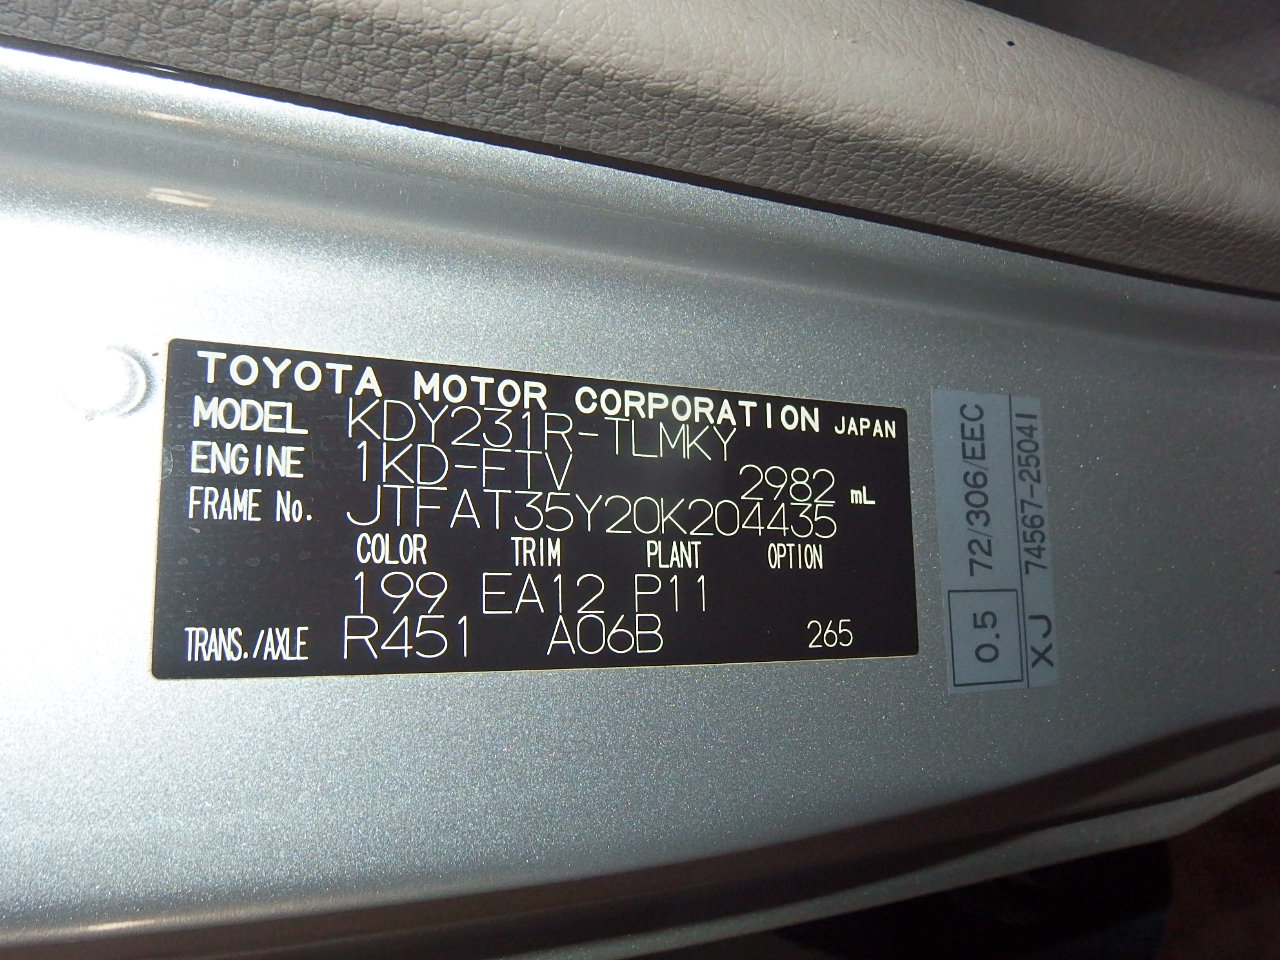 TOYOTA MOTOR CORPORATION JAPAN
MODEL KDY231R-TLMKY
ENGINE 1KD-FTV 2982 mL
FRAME No. JTFAT35Y20K204435
COLOR TRIM PLANT OPTION
199 EA12 P11
TRANS./AXLE R451 A06B 265
0.5 72/306/EEC
XJ 74567-25041